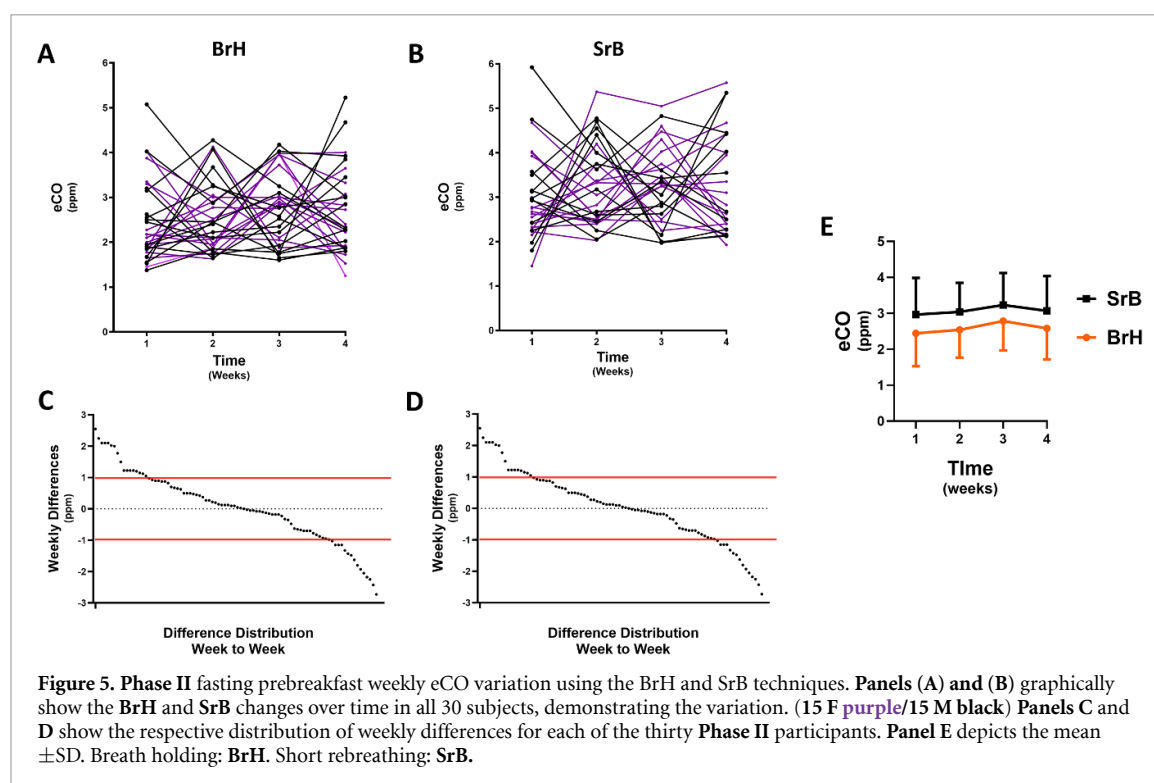 A
BrH
6
5
4
3
2
1
0
eCO
(ppm)
1
2
3
4
Time
(Weeks)
B
SrB
6
5
4
3
2
1
0
eCO
(ppm)
1
2
3
4
Time
(Weeks)
C
3
2
1
0
-1
-2
-3
Weekly Differences
(ppm)
Difference Distribution
Week to Week
D
3
2
1
0
-1
-2
-3
Weekly Differences
(ppm)
Difference Distribution
Week to Week
E
5
4
3
2
1
0
eCO
(ppm)
1
2
3
4
TIme
(weeks)
SrB
BrH
Figure 5. Phase II fasting prebreakfast weekly eCO variation using the BrH and SrB techniques. Panels (A) and (B) graphically
show the BrH and SrB changes over time in all 30 subjects, demonstrating the variation. (15 F purple/15 M black) Panels C and
D show the respective distribution of weekly differences for each of the thirty Phase II participants. Panel E depicts the mean
±SD. Breath holding: BrH. Short rebreathing: SrB.